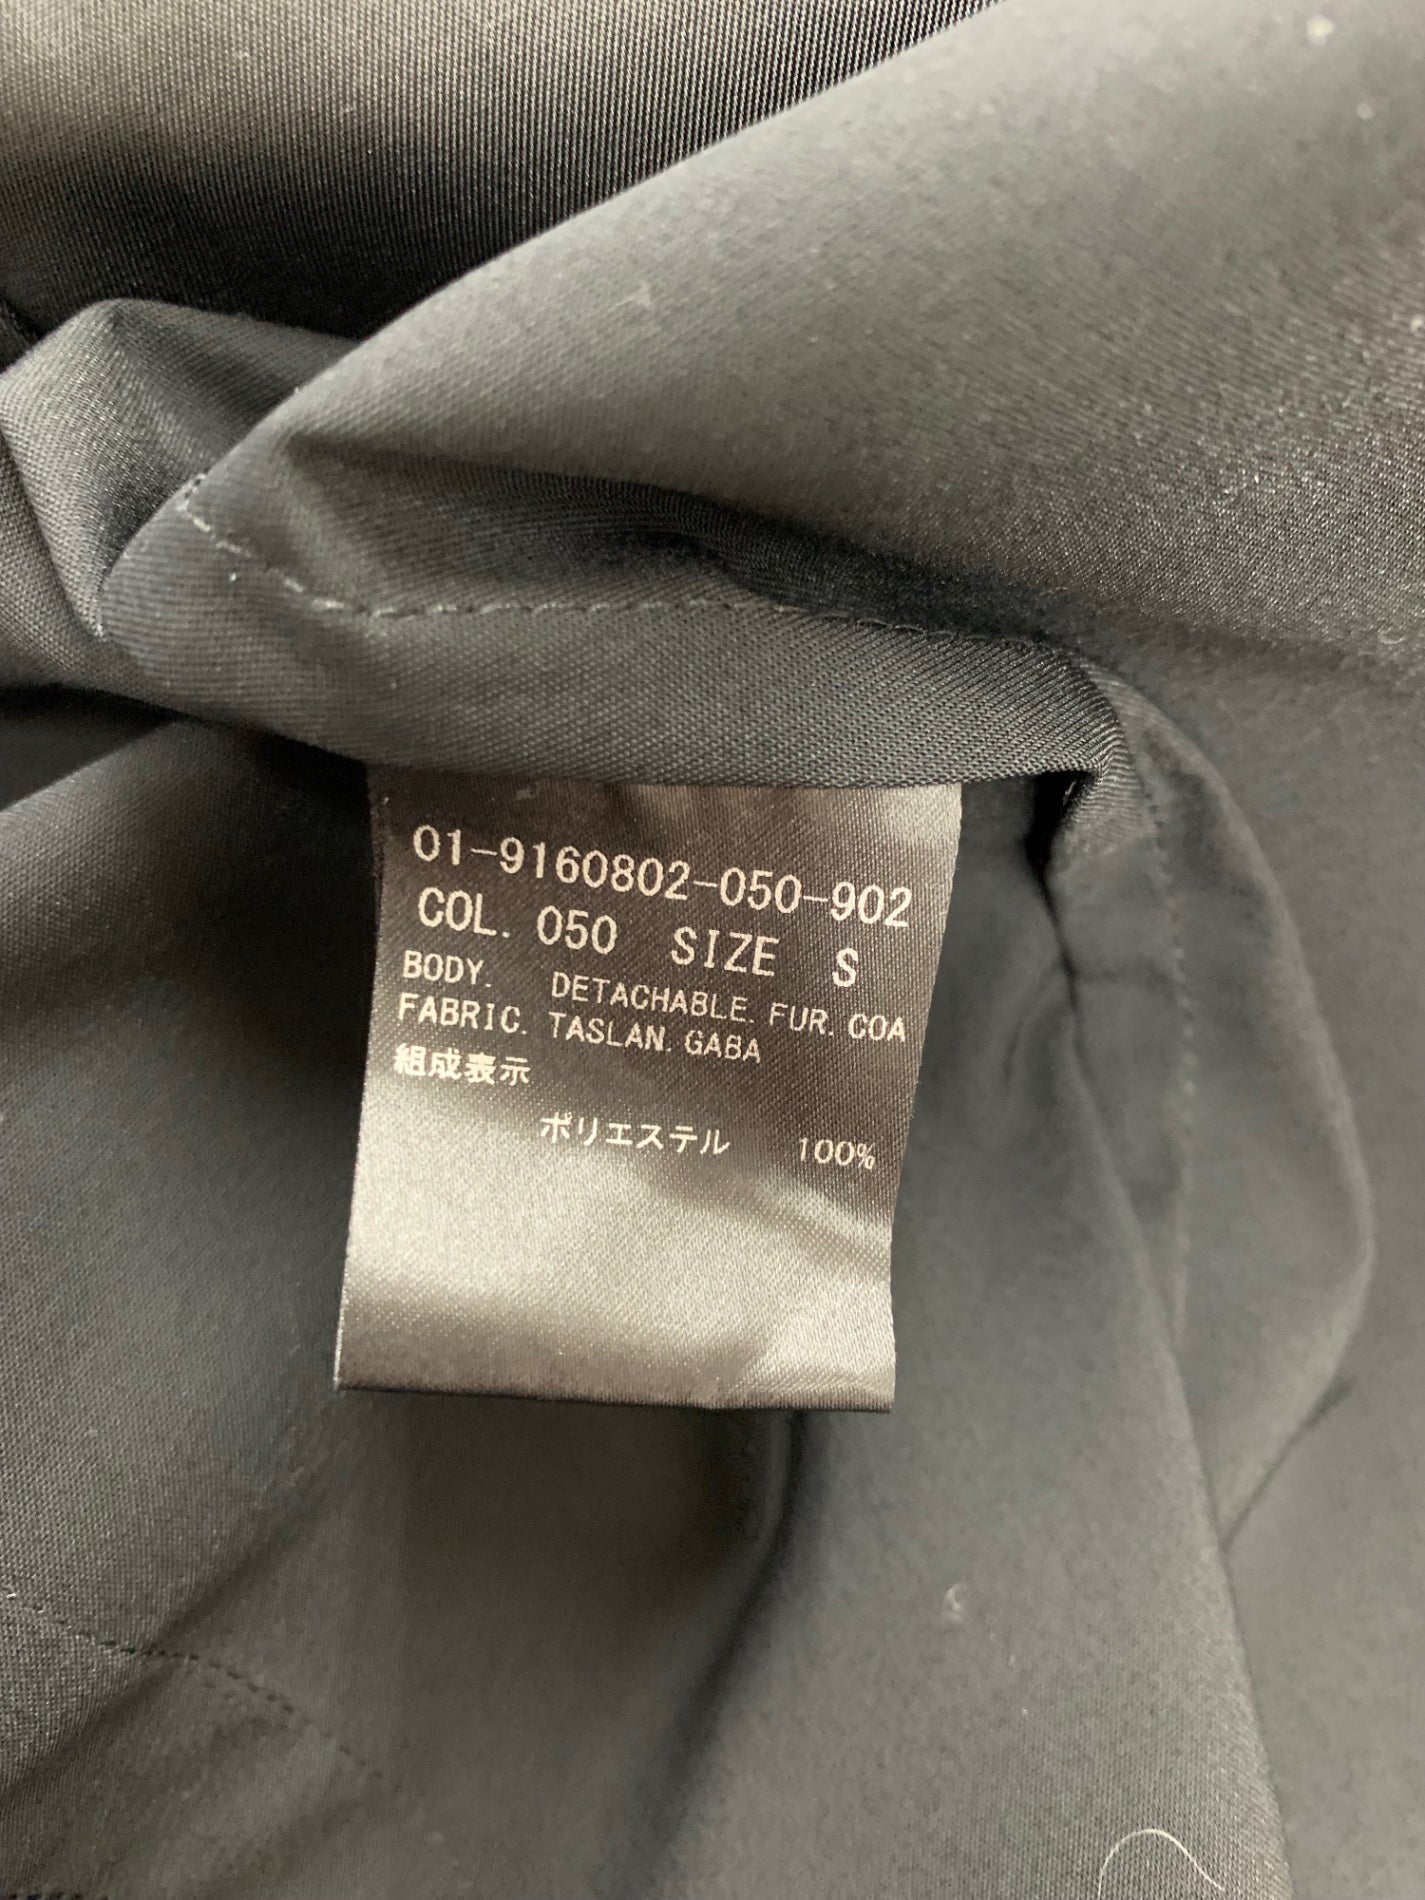 01-9160802-050-902
COL. 050 SIZE S
BODY. DETACHABLE. FUR. COA
FABRIC. TASLAN. GABA
組成表示
ポリエステル 100%